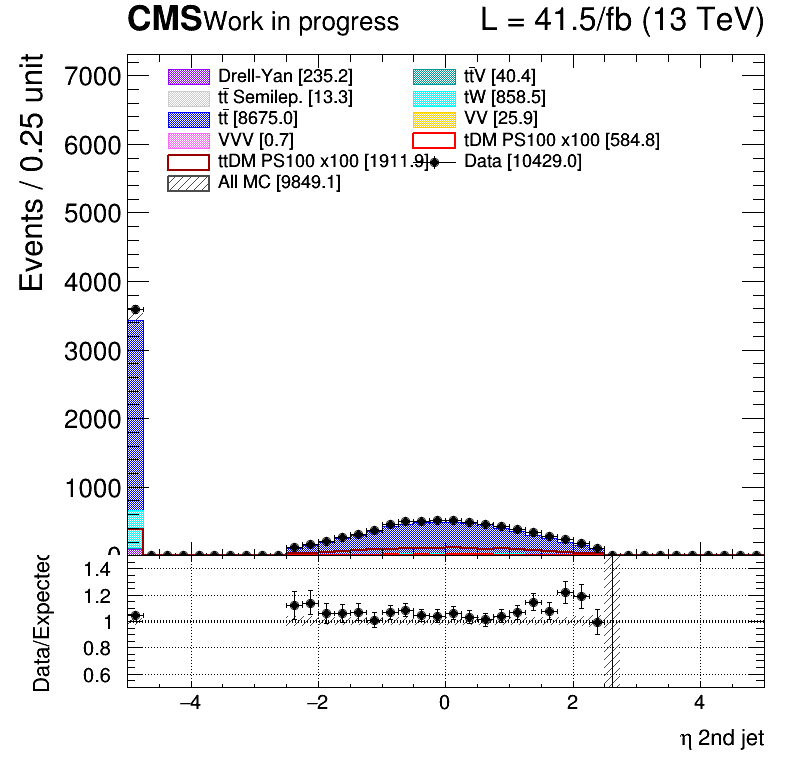 CMS Work in progress L = 41.5/fb (13 TeV)
Events / 0.25 unit
7000
6000
5000
4000
3000
2000
1000
0
Drell-Yan [235.2] tt̄V [40.4]
tt̄ Semilep. [13.3] tW [858.5]
tt̄ [8675.0] VV [25.9]
VVV [0.7] tDM PS100 x100 [584.8]
ttDM PS100 x100 [1911.9] Data [10429.0]
All MC [9849.1]
Data/Expected
1.4
1.2
1
0.8
0.6
−4 −2 0 2 4
η 2nd jet